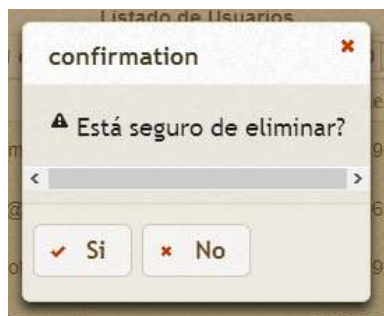 Listado de Usuarios
confirmation
Está seguro de eliminar?
Si
No